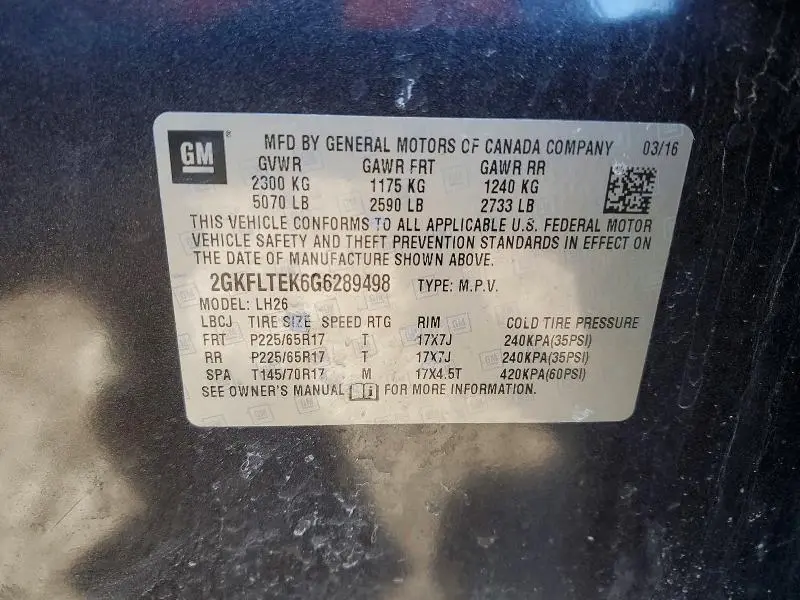 GM MFD BY GENERAL MOTORS OF CANADA COMPANY 03/16
GVWR GAWR FRT GAWR RR
2300 KG 1175 KG 1240 KG
5070 LB 2590 LB 2733 LB
THIS VEHICLE CONFORMS TO ALL APPLICABLE U.S. FEDERAL MOTOR
VEHICLE SAFETY AND THEFT PREVENTION STANDARDS IN EFFECT ON
THE DATE OF MANUFACTURE SHOWN ABOVE.
2GKFLTEK6G6289498 TYPE: M.P.V.
MODEL: LH26
LBCJ TIRE SIZE SPEED RTG RIM COLD TIRE PRESSURE
FRT P225/65R17 T 17X7J 240KPA(35PSI)
RR P225/65R17 T 17X7J 240KPA(35PSI)
SPA T145/70R17 M 17X4.5T 420KPA(60PSI)
SEE OWNER'S MANUAL FOR MORE INFORMATION.